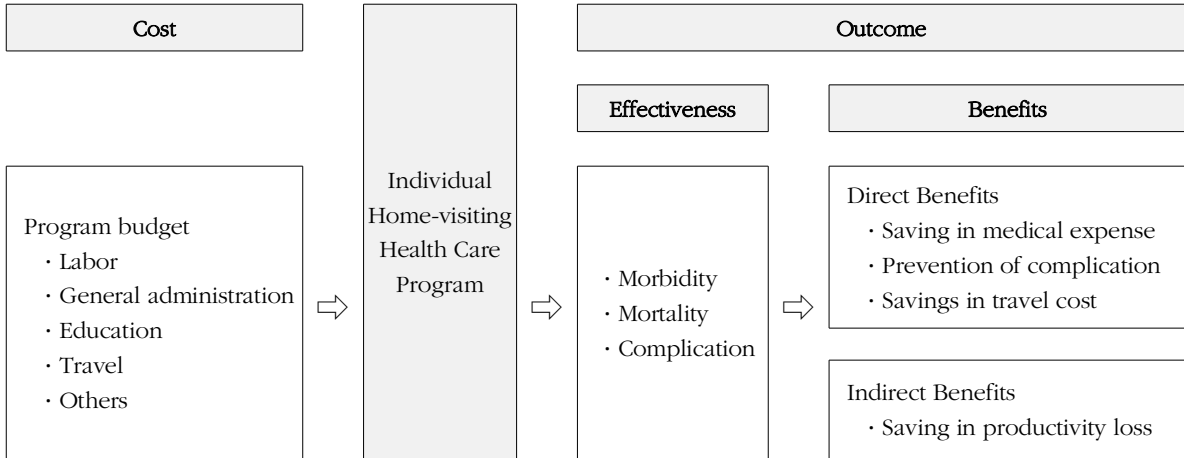 Cost
Outcome
Effectiveness
Benefits
Program budget
· Labor
· General administration
· Education
· Travel
· Others
Individual
Home-visiting
Health Care
Program
· Morbidity
· Mortality
· Complication
Direct Benefits
· Saving in medical expense
· Prevention of complication
· Savings in travel cost
Indirect Benefits
· Saving in productivity loss